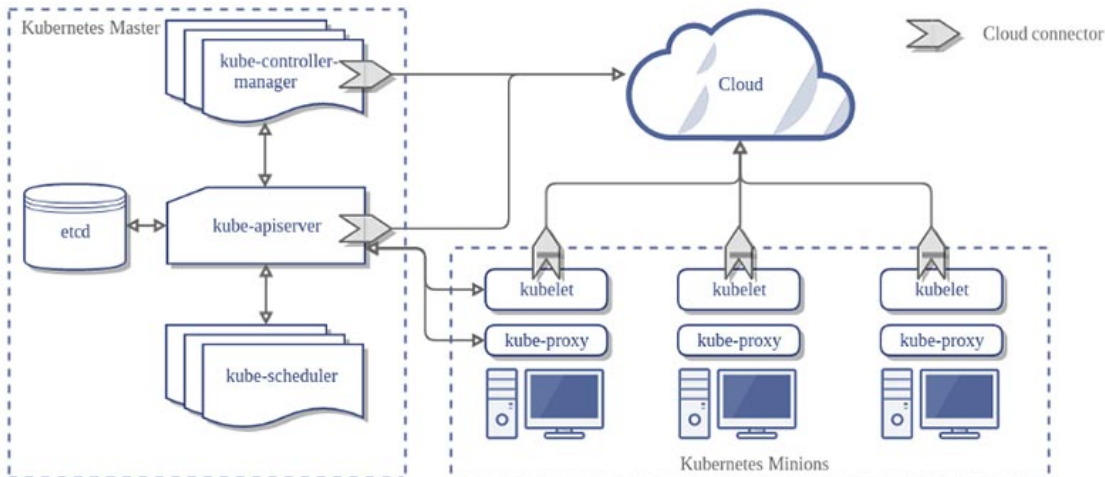 Kubernetes Master
kube-controller-
manager
Cloud connector
Cloud
etcd
kube-apiserver
kubelet
kubelet
kubelet
kube-proxy
kube-proxy
kube-proxy
kube-scheduler
Kubernetes Minions